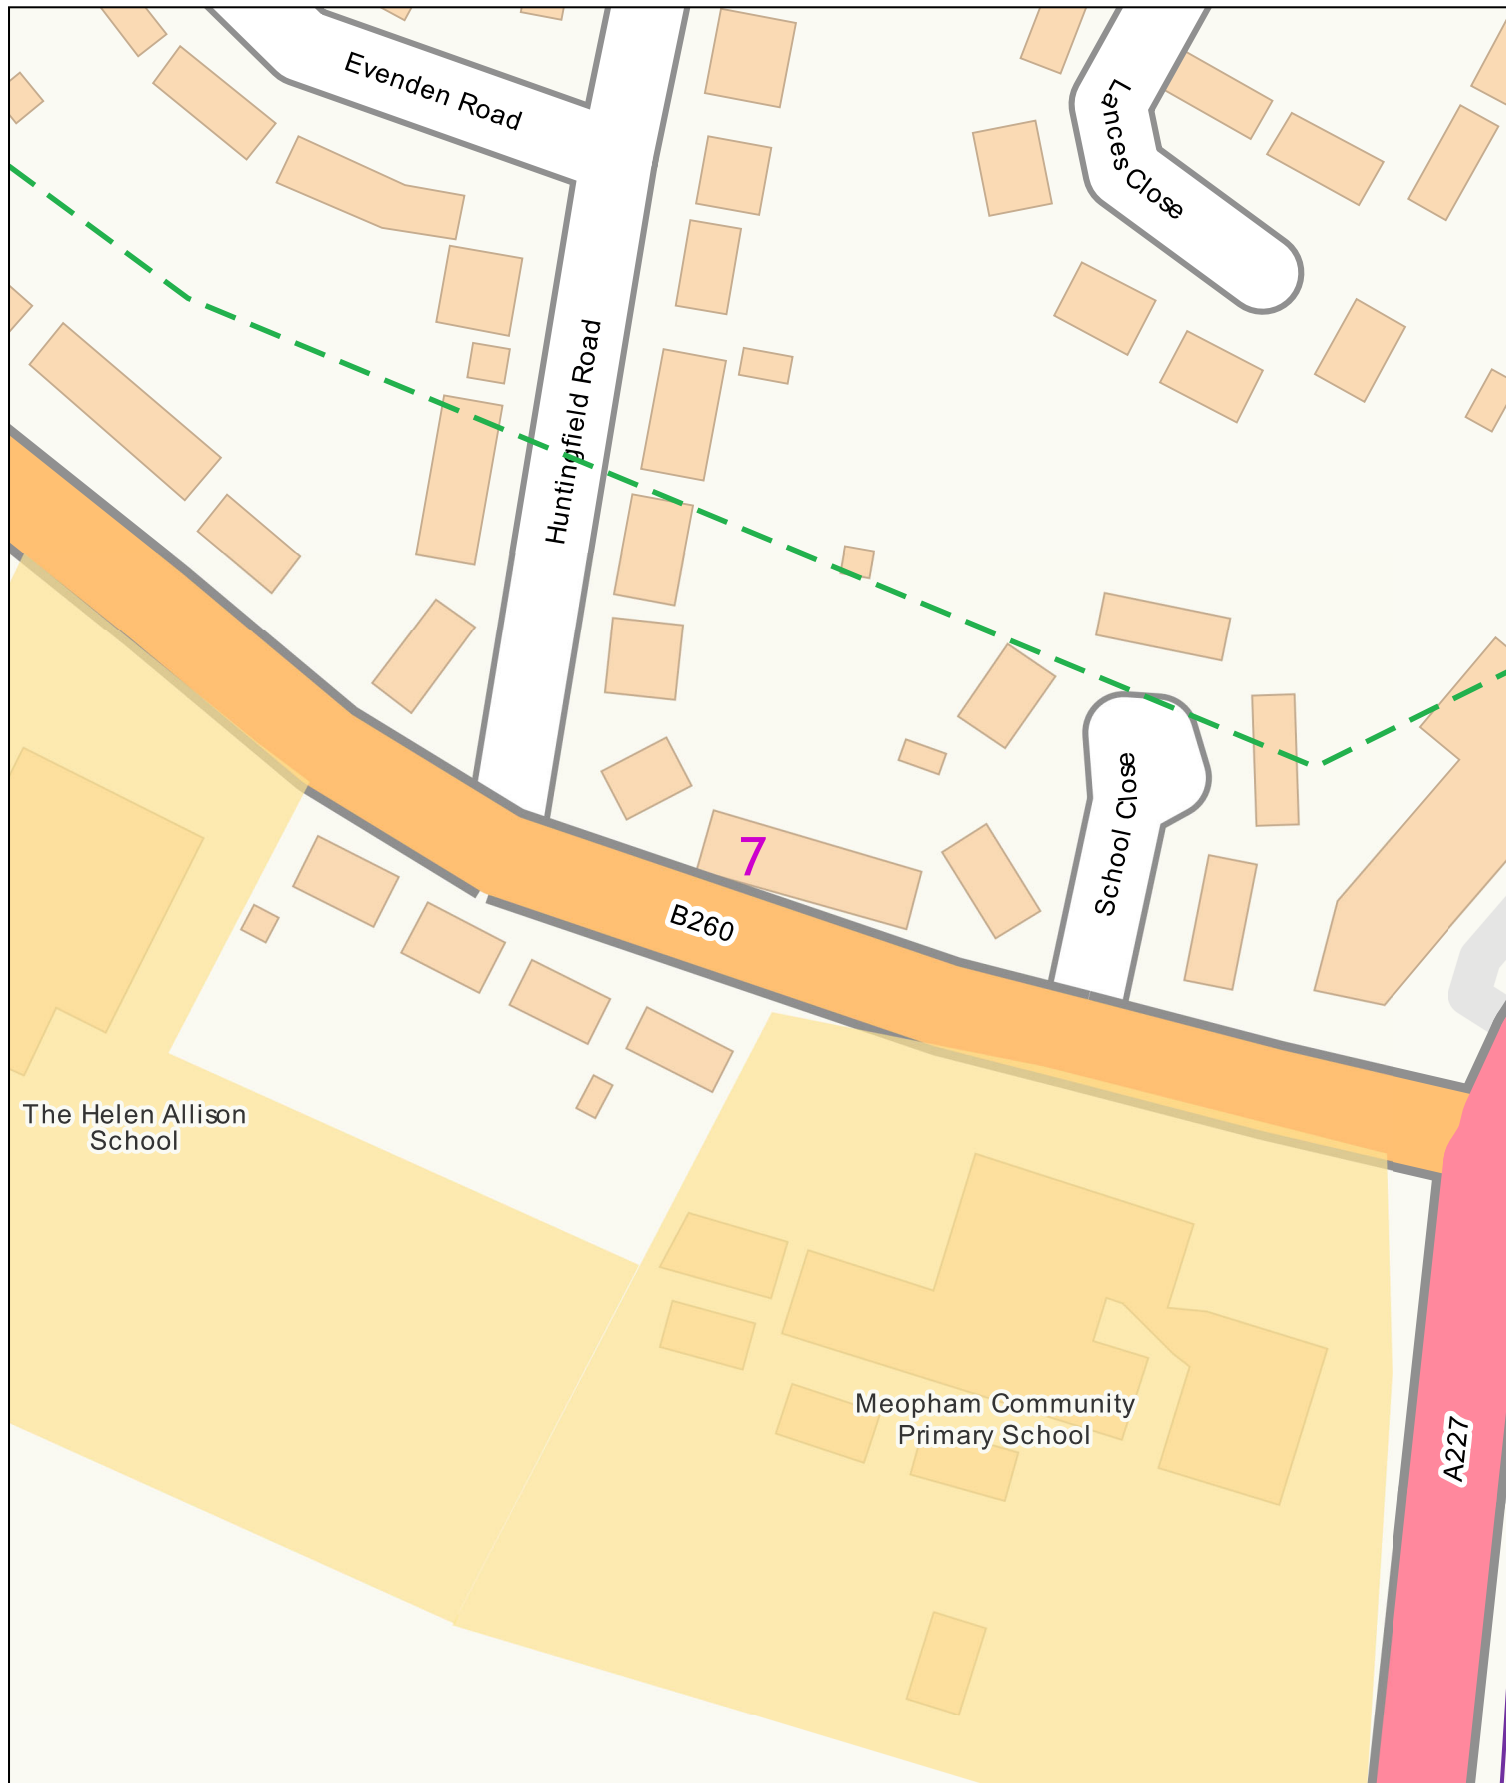 Evenden Road
Lances Close
Huntingfield Road
School Close
7
B260
The Helen Allison
School
Meopham Community
Primary School
A227